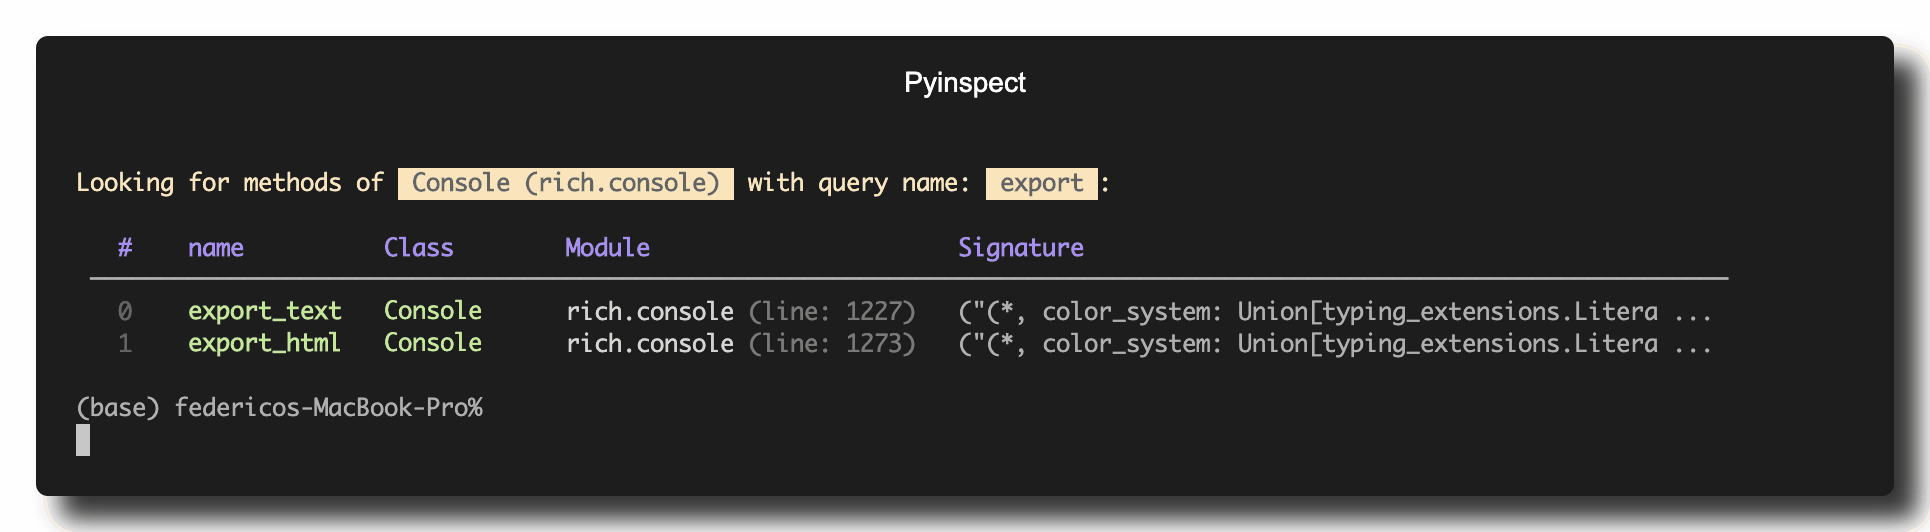 Pyinspect
Looking for methods of Console (rich.console) with query name: export :
# name Class Module Signature
0 export_text Console rich.console (line: 1227) ("(*, color_system: Union[typing_extensions.Litera ...
1 export_html Console rich.console (line: 1273) ("(*, color_system: Union[typing_extensions.Litera ...
(base) federicos-MacBook-Pro%